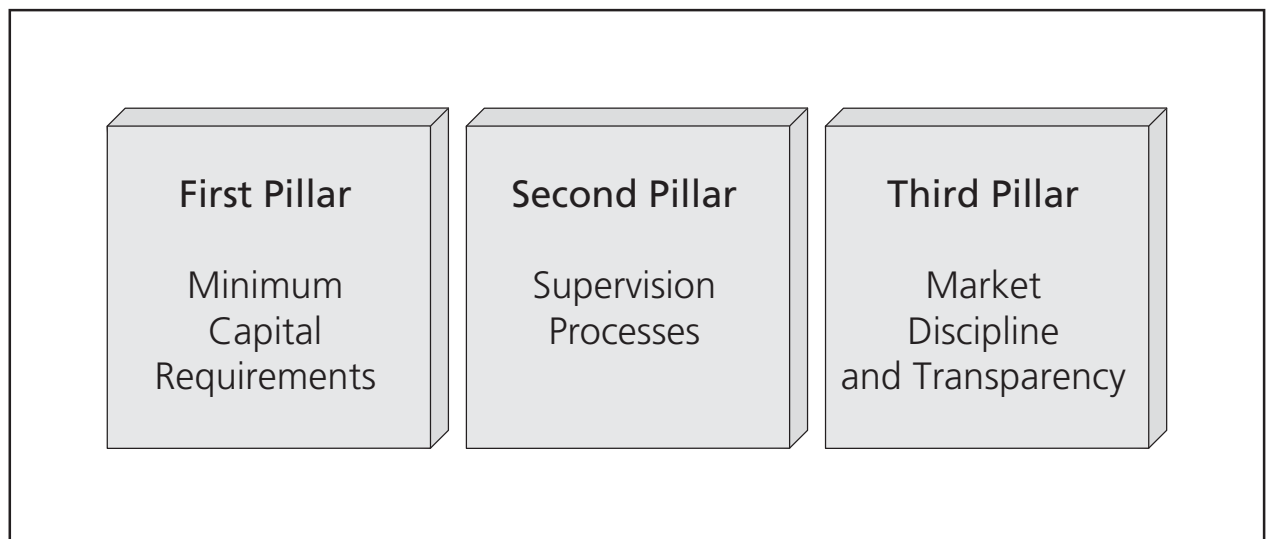 First Pillar
Minimum
Capital
Requirements
Second Pillar
Supervision
Processes
Third Pillar
Market
Discipline
and Transparency